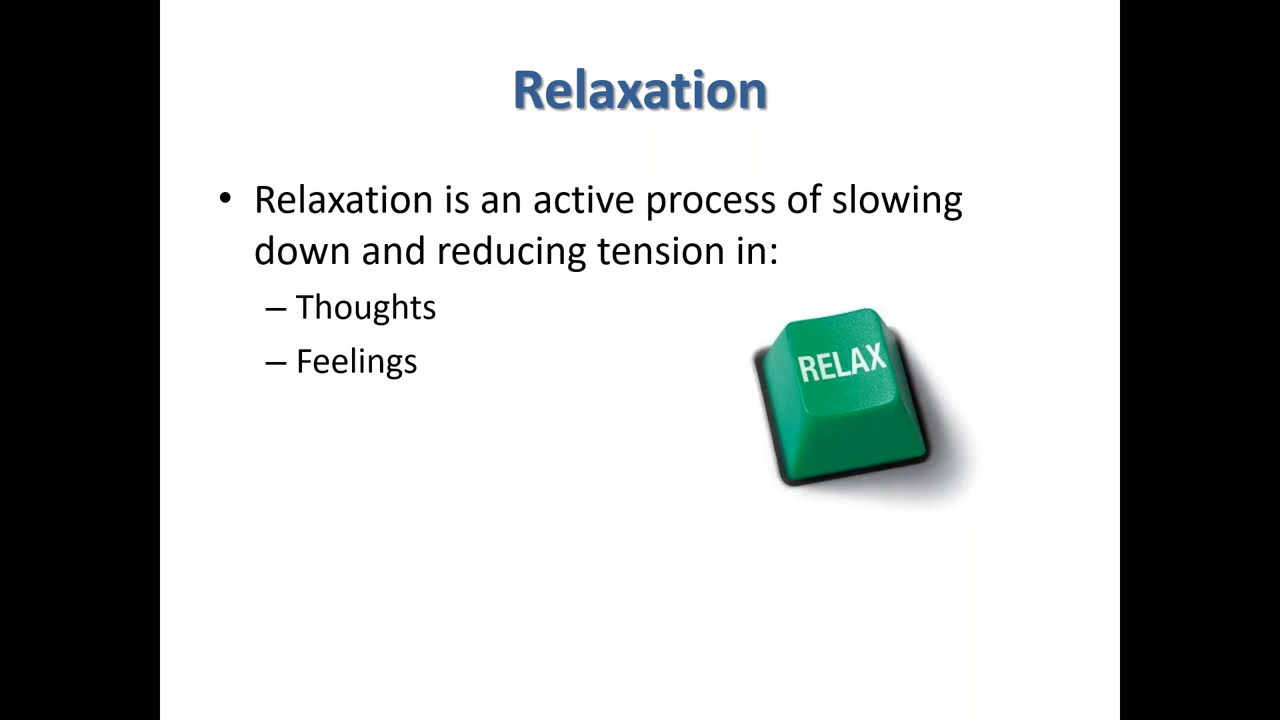 Relaxation
• Relaxation is an active process of slowing
down and reducing tension in:
– Thoughts
– Feelings
RELAX